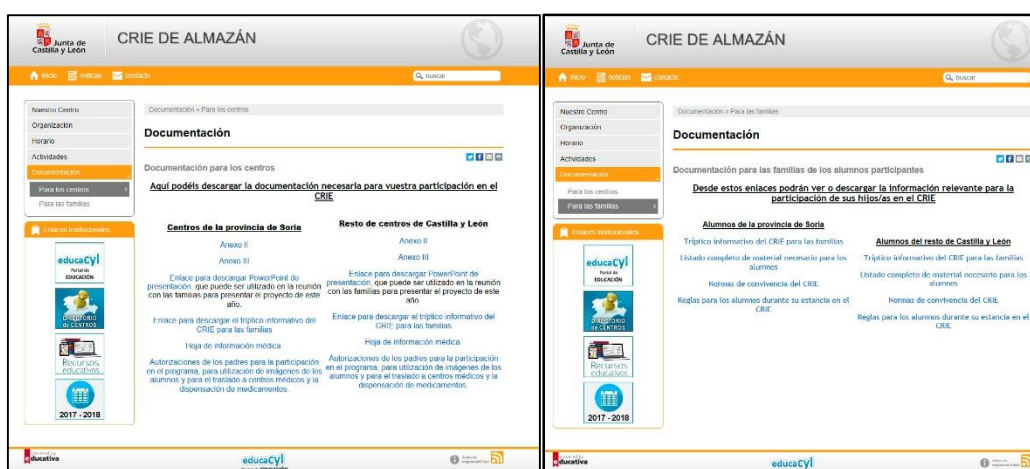 Junta de
Castilla y León
CRIE DE ALMAZÁN
inicio noticias contacto
buscar
Nuestro Centro
Organización
Horario
Actividades
Documentación
Para los centros
Para las familias
Enlaces Institucionales
educacyl
Portal de
EDUCACIÓN
DIRECTORIO
de CENTROS
Recursos
educativos
2017 - 2018
Documentación » Para los centros
Documentación
Documentación para los centros
Aquí podéis descargar la documentación necesaria para vuestra participación en el
CRIE
Centros de la provincia de Soria
Anexo II
Anexo III
Enlace para descargar PowerPoint de
presentación, que puede ser utilizado en la reunión
con las familias para presentar el proyecto de este
año.
Enlace para descargar el tríptico informativo del
CRIE para las familias
Hoja de información médica
Autorizaciones de los padres para la participación
en el programa, para utilización de imágenes de los
alumnos y para el traslado a centros médicos y la
dispensación de medicamentos.
Resto de centros de Castilla y León
Anexo II
Anexo III
Enlace para descargar PowerPoint de
presentación, que puede ser utilizado en la reunión
con las familias para presentar el proyecto de este
año.
Enlace para descargar el tríptico informativo del
CRIE para las familias.
Hoja de información médica
Autorizaciones de los padres para la participación
en el programa, para utilización de imágenes de los
alumnos y para el traslado a centros médicos y la
dispensación de medicamentos
educativa
educacyl
Junta de
Castilla y León
CRIE DE ALMAZÁN
inicio noticias contacto
buscar
Nuestro Centro
Organización
Horario
Actividades
Documentación
Para los centros
Para las familias
Enlaces Institucionales
educacyl
Portal de
EDUCACIÓN
DIRECTORIO
de CENTROS
Recursos
educativos
2017 - 2018
Documentación » Para las familias
Documentación
Documentación para las familias de los alumnos participantes
Desde estos enlaces podrán ver o descargar la información relevante para la
participación de sus hijos/as en el CRIE
Alumnos de la provincia de Soria
Tríptico informativo del CRIE para las familias
Listado completo de material necesario para los
alumnos
Normas de convivencia del CRIE
Reglas para los alumnos durante su estancia en el
CRIE
Alumnos del resto de Castilla y León
Tríptico informativo del CRIE para las familias
Listado completo de material necesario para los
alumnos
Normas de convivencia del CRIE
Reglas para los alumnos durante su estancia en el
CRIE
educativa
educacyl